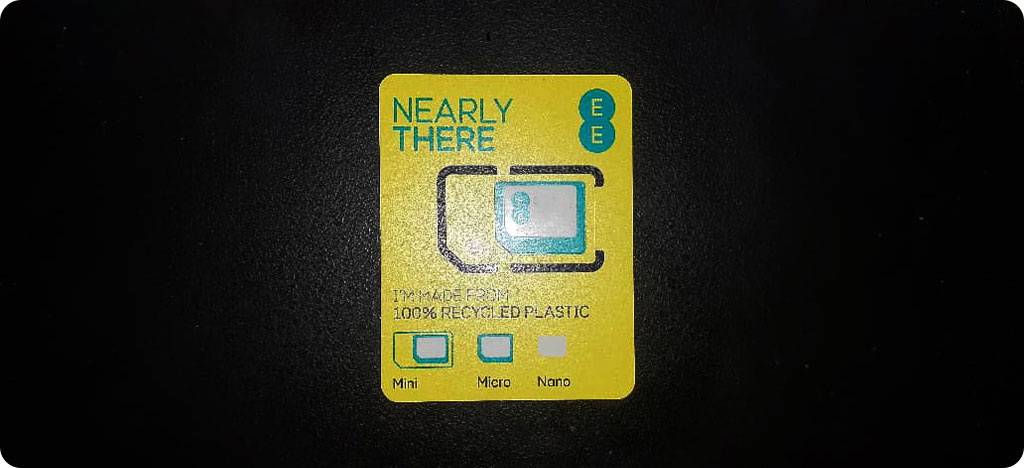 NEARLY
THERE
E
E
I'M MADE FROM
100% RECYCLED PLASTIC
Mini
Micro
Nano